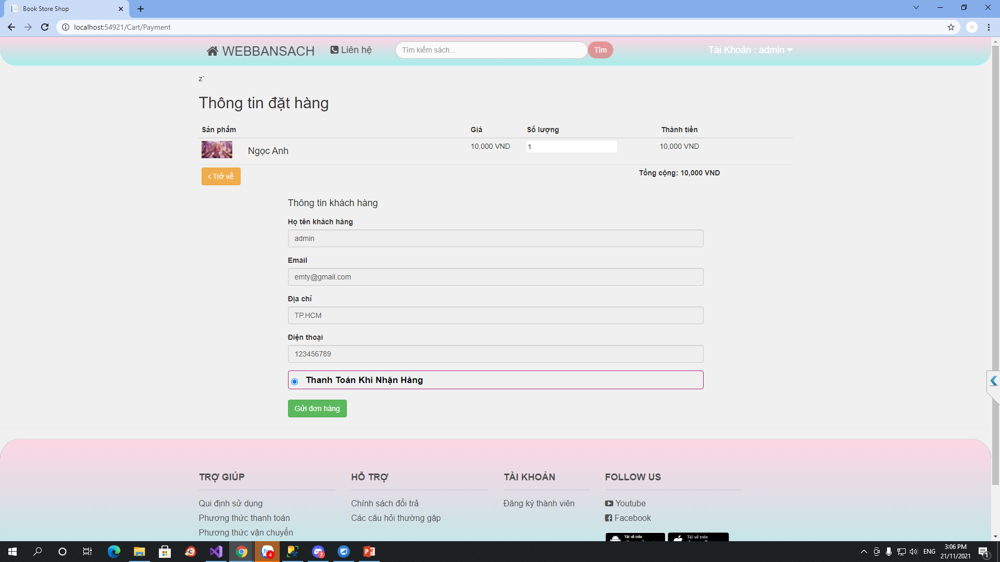 Book Store Shop
localhost:54921/Cart/Payment
WEBBANSACH
Liên hệ
Tìm kiếm sách...
Tìm
Tài Khoản : admin
z`
Thông tin đặt hàng
Sản phẩm Giá Số lượng Thành tiền
Ngọc Anh 10,000 VND 1 10,000 VND
Trở về
Tổng cộng: 10,000 VND
Thông tin khách hàng
Họ tên khách hàng
admin
Email
emty@gmail.com
Địa chỉ
TP.HCM
Điện thoại
123456789
Thanh Toán Khi Nhận Hàng
Gửi đơn hàng
TRỢ GIÚP
Qui định sử dụng
Phương thức thanh toán
Phương thức vận chuyển
HỖ TRỢ
Chính sách đổi trả
Các câu hỏi thường gặp
TÀI KHOẢN
Đăng ký thành viên
FOLLOW US
Youtube
Facebook
Tải về trên
Tải về trên
4
7
ENG
3:06 PM
21/11/2021
1